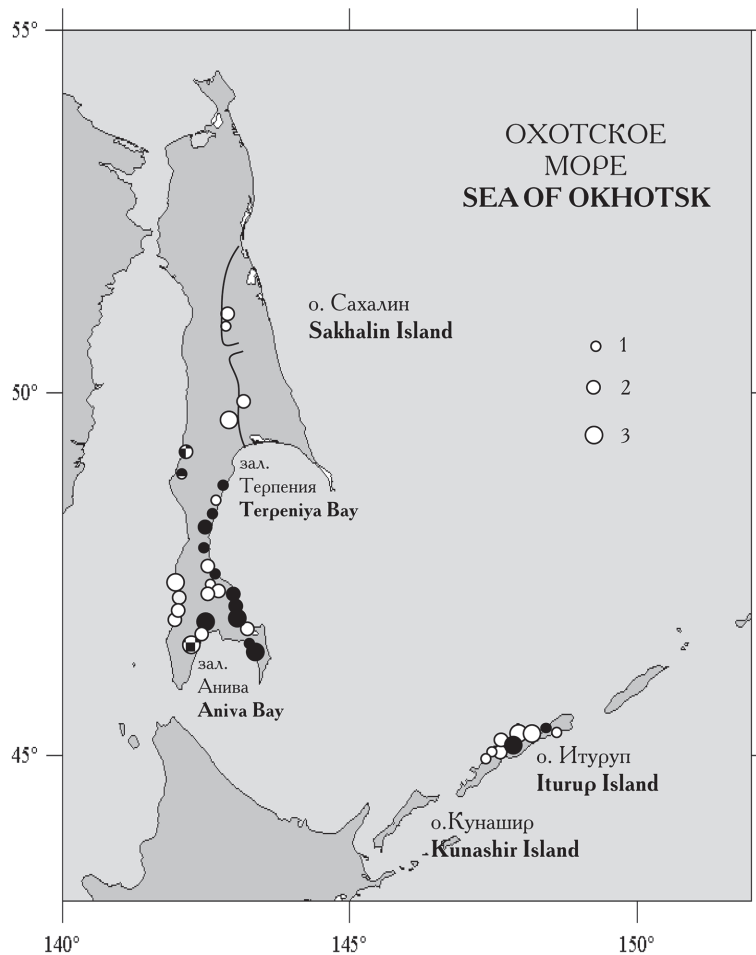 55°
ОХОТСКОЕ
МОРЕ
SEA OF OKHOTSK
о. Сахалин
Sakhalin Island
1
2
3
50°
зал.
Терпения
Terpeniya Bay
зал.
Анива
Aniva Bay
45°
о. Итуруп
Iturup Island
о.Кунашир
Kunashir Island
140°
145°
150°